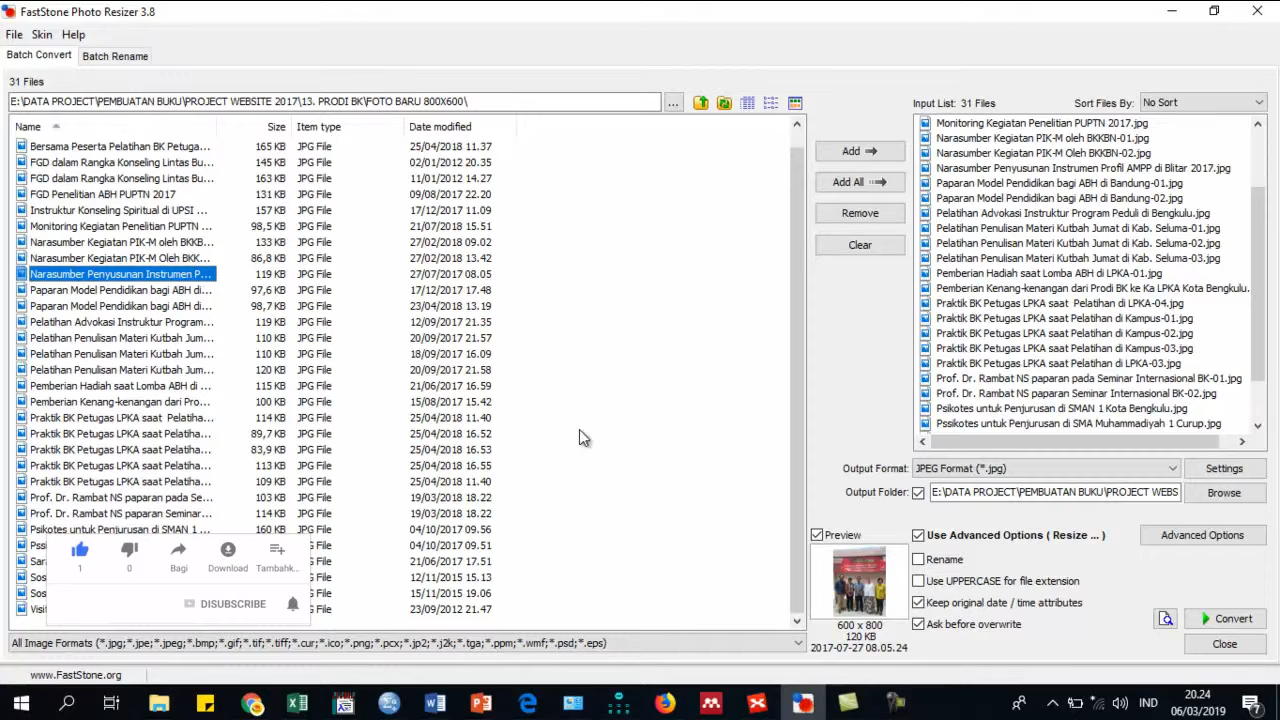 FastStone Photo Resizer 3.8
File Skin Help
Batch Convert Batch Rename
31 Files
E:\DATA PROJECT\PEMBUATAN BUKU\PROJECT WEBSITE 2017\13. PRODI BK\FOTO BARU 800X600\ ...
Name Size Item type Date modified
Bersama Peserta Pelatihan BK Petuga... 165 KB JPG File 25/04/2018 11.37
FGD dalam Rangka Konseling Lintas Bu... 145 KB JPG File 02/01/2012 20.35
FGD dalam Rangka Konseling Lintas Bu... 163 KB JPG File 11/01/2012 14.27
FGD Penelitian ABH PUPTN 2017 131 KB JPG File 09/08/2017 22.20
Instruktur Konseling Spiritual di UPSI ... 157 KB JPG File 17/12/2017 11.09
Monitoring Kegiatan Penelitian PUPTN ... 98,5 KB JPG File 21/07/2018 15.51
Narasumber Kegiatan PIK-M oleh BKKB... 133 KB JPG File 27/02/2018 09.02
Narasumber Kegiatan PIK-M Oleh BKK... 86,8 KB JPG File 27/02/2018 13.42
Narasumber Penyusunan Instrumen P... 119 KB JPG File 27/07/2017 08.05
Paparan Model Pendidikan bagi ABH di... 97,6 KB JPG File 17/12/2017 17.48
Paparan Model Pendidikan bagi ABH di... 98,7 KB JPG File 23/04/2018 13.19
Pelatihan Advokasi Instruktur Program... 119 KB JPG File 12/09/2017 21.35
Pelatihan Penulisan Materi Kutbah Jum... 110 KB JPG File 20/09/2017 21.57
Pelatihan Penulisan Materi Kutbah Jum... 110 KB JPG File 18/09/2017 16.09
Pelatihan Penulisan Materi Kutbah Jum... 120 KB JPG File 20/09/2017 21.58
Pemberian Hadiah saat Lomba ABH di ... 115 KB JPG File 21/06/2017 16.59
Pemberian Kenang-kenangan dari Pro... 100 KB JPG File 15/08/2017 15.42
Praktik BK Petugas LPKA saat  Pelatiha... 114 KB JPG File 25/04/2018 11.40
Praktik BK Petugas LPKA saat Pelatiha... 89,7 KB JPG File 25/04/2018 16.52
Praktik BK Petugas LPKA saat Pelatiha... 83,9 KB JPG File 25/04/2018 16.53
Praktik BK Petugas LPKA saat Pelatiha... 113 KB JPG File 25/04/2018 16.55
Praktik BK Petugas LPKA saat Pelatiha... 109 KB JPG File 25/04/2018 11.40
Prof. Dr. Rambat NS paparan pada Se... 103 KB JPG File 19/03/2018 18.22
Prof. Dr. Rambat NS paparan Seminar... 114 KB JPG File 19/03/2018 18.22
Psikotes untuk Penjurusan di SMAN 1 ... 160 KB JPG File 04/10/2017 09.56
Pss JPG File 04/10/2017 09.51
Sar JPG File 21/06/2017 17.51
Sos JPG File 12/11/2015 15.13
Sos JPG File 15/11/2015 19.06
Visi JPG File 23/09/2012 21.47
1 0 Bagi Download Tambahk...
DISUBSCRIBE
All Image Formats (*.jpg;*.jpe;*.jpeg;*.bmp;*.gif;*.tif;*.tiff;*.cur;*.ico;*.png;*.pcx;*.jp2;*.j2k;*.tga;*.ppm;*.wmf;*.psd;*.eps)
www.FastStone.org
Add
Add All
Remove
Clear
Input List: 31 Files Sort Files By: No Sort
Monitoring Kegiatan Penelitian PUPTN 2017.jpg
Narasumber Kegiatan PIK-M oleh BKKBN-01.jpg
Narasumber Kegiatan PIK-M Oleh BKKBN-02.jpg
Narasumber Penyusunan Instrumen Profil AMPP di Blitar 2017.jpg
Paparan Model Pendidikan bagi ABH di Bandung-01.jpg
Paparan Model Pendidikan bagi ABH di Bandung-02.jpg
Pelatihan Advokasi Instruktur Program Peduli di Bengkulu.jpg
Pelatihan Penulisan Materi Kutbah Jumat di Kab. Seluma-01.jpg
Pelatihan Penulisan Materi Kutbah Jumat di Kab. Seluma-02.jpg
Pelatihan Penulisan Materi Kutbah Jumat di Kab. Seluma-03.jpg
Pemberian Hadiah saat Lomba ABH di LPKA-01.jpg
Pemberian Kenang-kenangan dari Prodi BK ke Ka LPKA Kota Bengkulu.
Praktik BK Petugas LPKA saat  Pelatihan di LPKA-04.jpg
Praktik BK Petugas LPKA saat Pelatihan di Kampus-01.jpg
Praktik BK Petugas LPKA saat Pelatihan di Kampus-02.jpg
Praktik BK Petugas LPKA saat Pelatihan di Kampus-03.jpg
Praktik BK Petugas LPKA saat Pelatihan di LPKA-03.jpg
Prof. Dr. Rambat NS paparan pada Seminar Internasional BK-01.jpg
Prof. Dr. Rambat NS paparan Seminar Internasional BK-02.jpg
Psikotes untuk Penjurusan di SMAN 1 Kota Bengkulu.jpg
Pssikotes untuk Penjurusan di SMA Muhammadiyah 1 Curup.jpg
Output Format: JPEG Format (*.jpg) Settings
Output Folder: E:\DATA PROJECT\PEMBUATAN BUKU\PROJECT WEBS Browse
Preview
600 x 800
120 KB
2017-07-27 08.05.24
Use Advanced Options ( Resize ... ) Advanced Options
Rename
Use UPPERCASE for file extension
Keep original date / time attributes
Ask before overwrite
Convert
Close
IND 20.24
06/03/2019
7